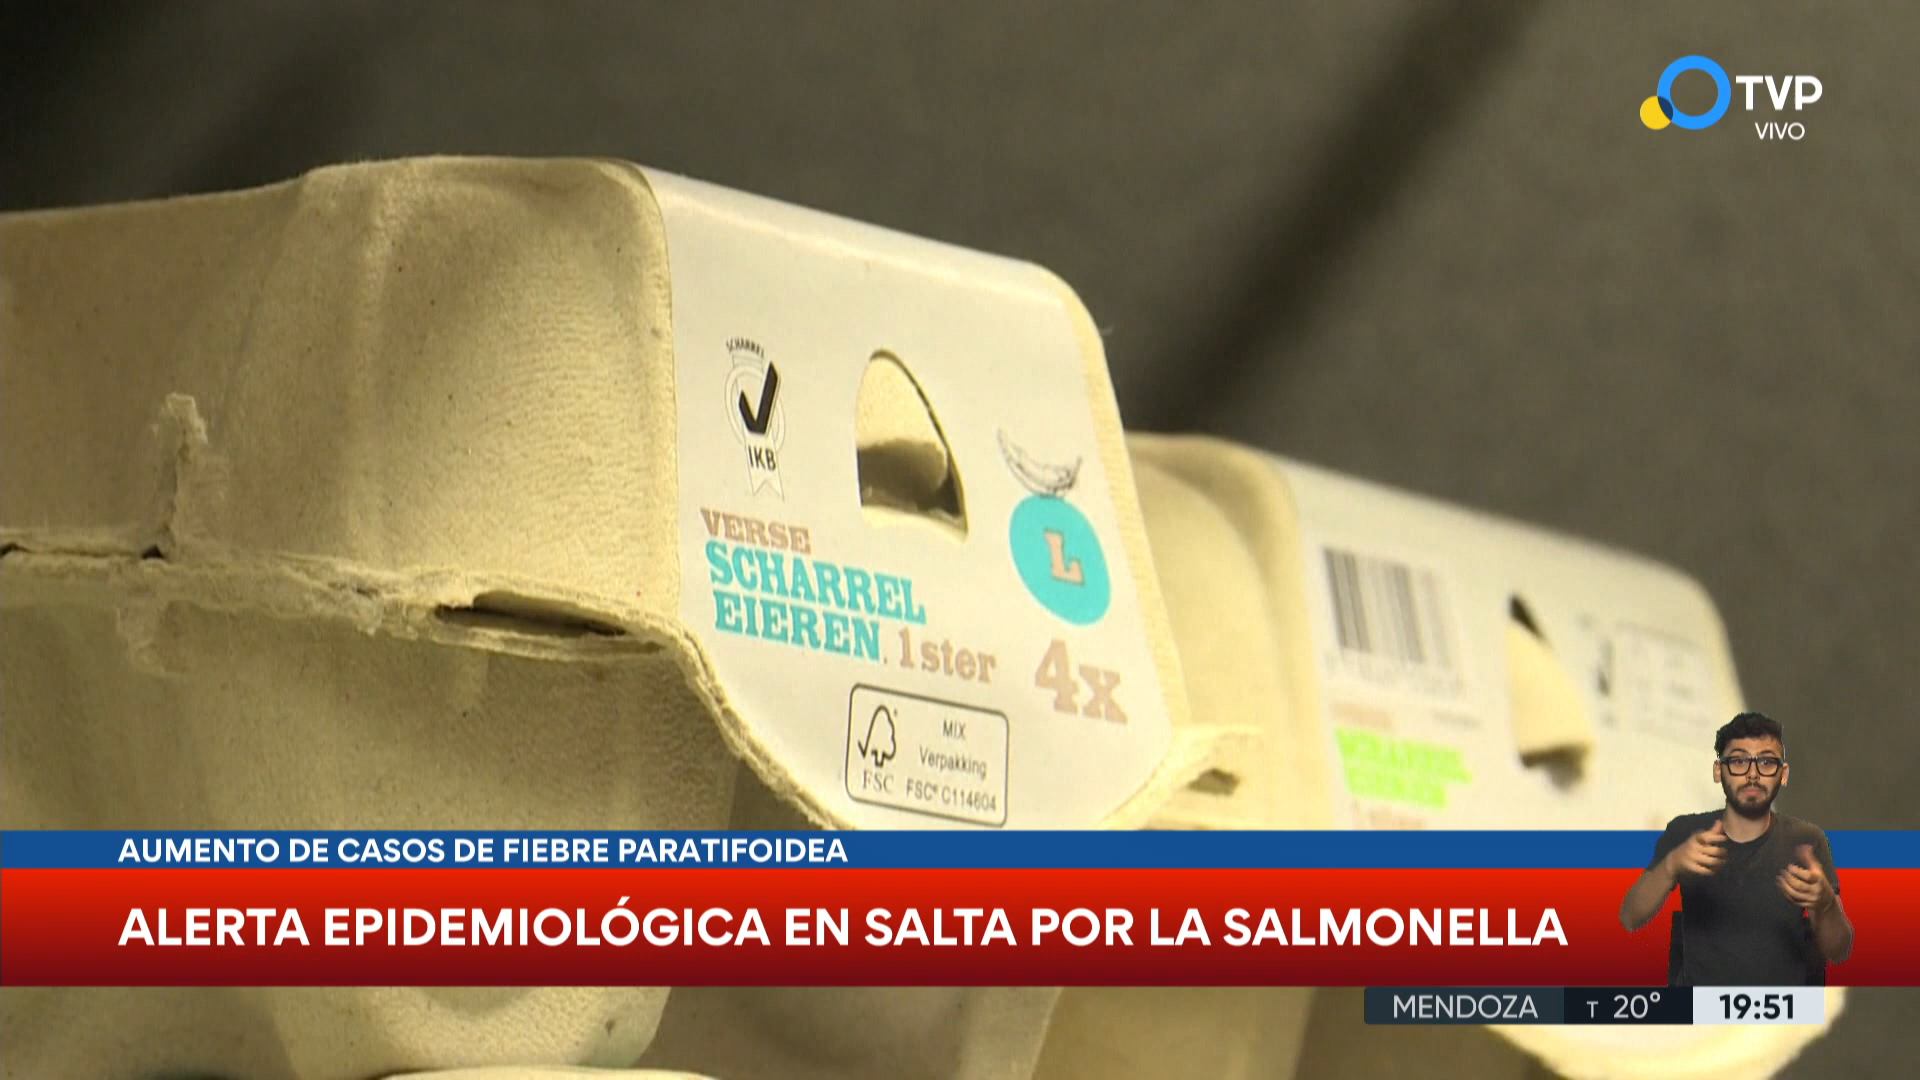 TVP
VIVO
SCHARREL
IKB
VERSE
SCHARREL
EIEREN. 1ster
L
4x
MIX
Verpakking
FSC
FSC® C114604
AUMENTO DE CASOS DE FIEBRE PARATIFOIDEA
ALERTA EPIDEMIOLÓGICA EN SALTA POR LA SALMONELLA
MENDOZA T 20° 19:51